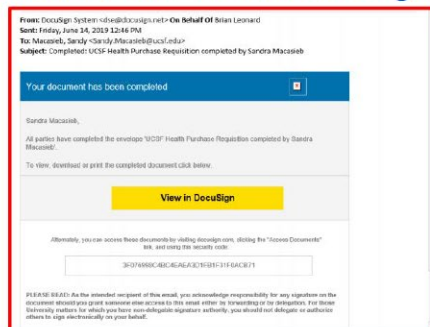 From: DocuSign System <dse@docusign.net> On Behalf Of Brian Leonard
Sent: Friday, June 14, 2019 12:46 PM
To: Macasieb, Sandy <Sandy.Macasieb@ucsf.edu>
Subject: Completed: UCSF Health Purchase Requisition completed by Sandra Macasieb
Your document has been completed
Sandra Macasieb,
All parties have completed the envelope 'UCSF Health Purchase Requisition completed by Sandra
Macasieb'.
To view, download or print the completed document click below.
View in DocuSign
Alternately, you can access these documents by visiting docusign.com, clicking the "Access Documents"
link, and using this security code:
PLEASE READ: As the intended recipient of this email, you acknowledge responsibility for any signature on the
document should you grant someone else access to this email either by forwarding or by delegation. For those
University matters for which you have non-delegable signature authority, you should not delegate or authorize
others to sign electronically on your behalf.